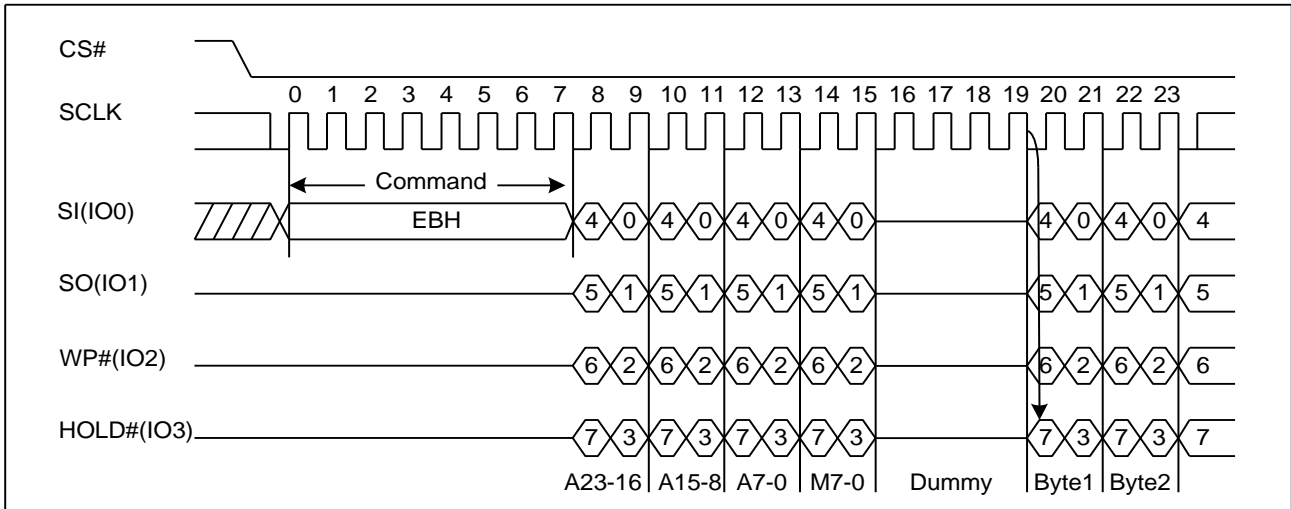 CS#
0 1 2 3 4 5 6 7 8 9 10 11 12 13 14 15 16 17 18 19 20 21 22 23
SCLK
Command
SI(IO0)
EBH 4 0 4 0 4 0 4 0 4 0 4 0 4
SO(IO1)
5 1 5 1 5 1 5 1 5 1 5 1 5
WP#(IO2)
6 2 6 2 6 2 6 2 6 2 6 2 6
HOLD#(IO3)
7 3 7 3 7 3 7 3 7 3 7 3 7
A23-16 A15-8 A7-0 M7-0 Dummy Byte1 Byte2